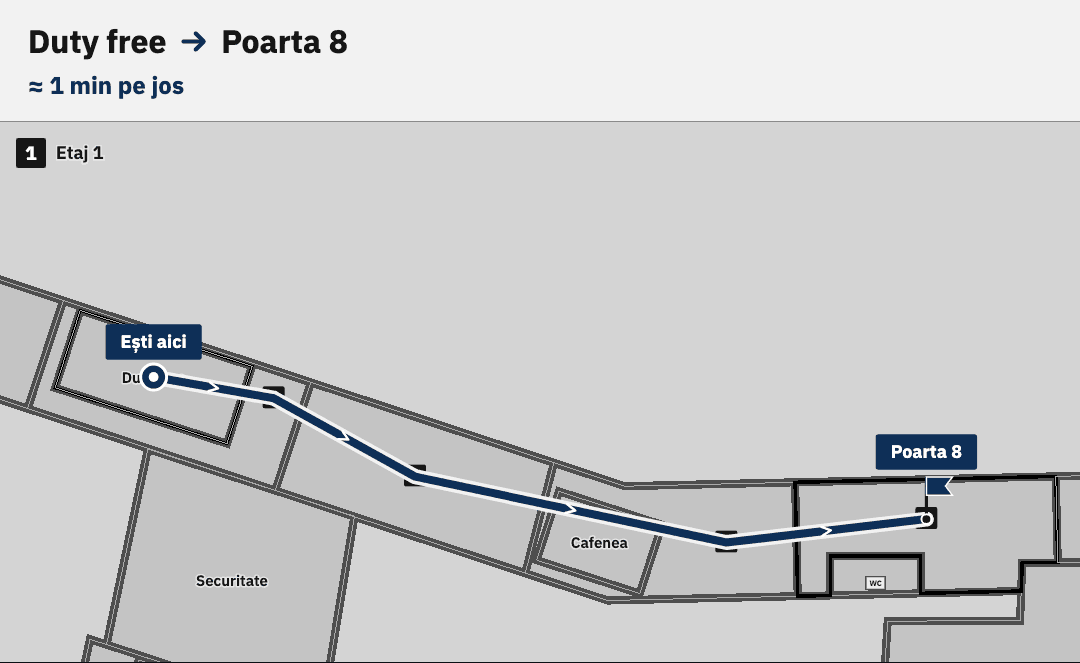 Duty free → Poarta 8
≈ 1 min pe jos
1 Etaj 1
Ești aici
Du
Poarta 8
Cafenea
Securitate
WC